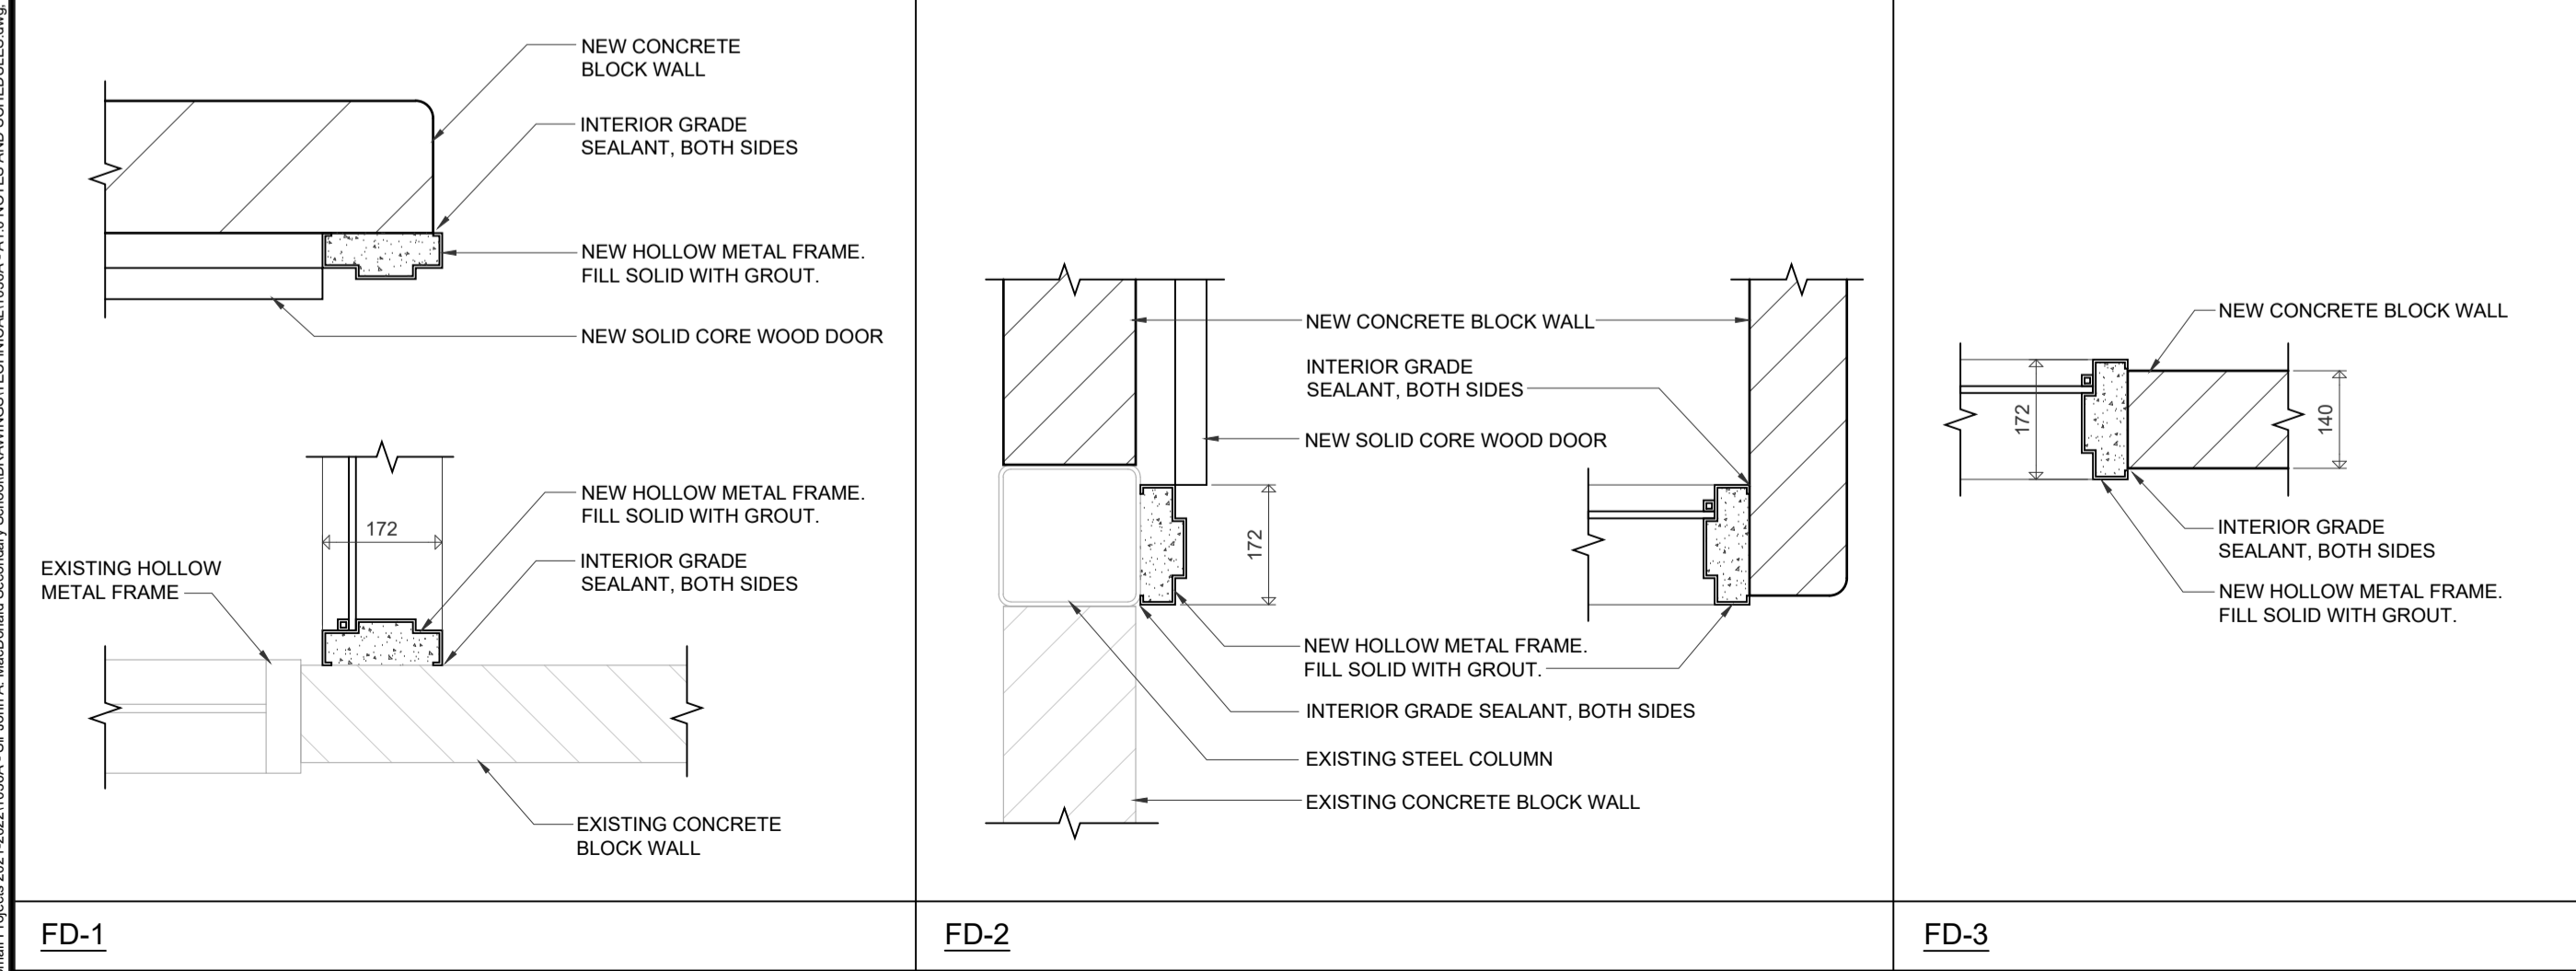 NEW CONCRETE
BLOCK WALL
INTERIOR GRADE
SEALANT, BOTH SIDES
NEW HOLLOW METAL FRAME.
FILL SOLID WITH GROUT.
NEW SOLID CORE WOOD DOOR
NEW HOLLOW METAL FRAME.
FILL SOLID WITH GROUT.
172
INTERIOR GRADE
SEALANT, BOTH SIDES
EXISTING HOLLOW
METAL FRAME
EXISTING CONCRETE
BLOCK WALL
FD-1
NEW CONCRETE BLOCK WALL
INTERIOR GRADE
SEALANT, BOTH SIDES
NEW SOLID CORE WOOD DOOR
172
NEW HOLLOW METAL FRAME.
FILL SOLID WITH GROUT.
INTERIOR GRADE SEALANT, BOTH SIDES
EXISTING STEEL COLUMN
EXISTING CONCRETE BLOCK WALL
FD-2
NEW CONCRETE BLOCK WALL
172
140
INTERIOR GRADE
SEALANT, BOTH SIDES
NEW HOLLOW METAL FRAME.
FILL SOLID WITH GROUT.
FD-3